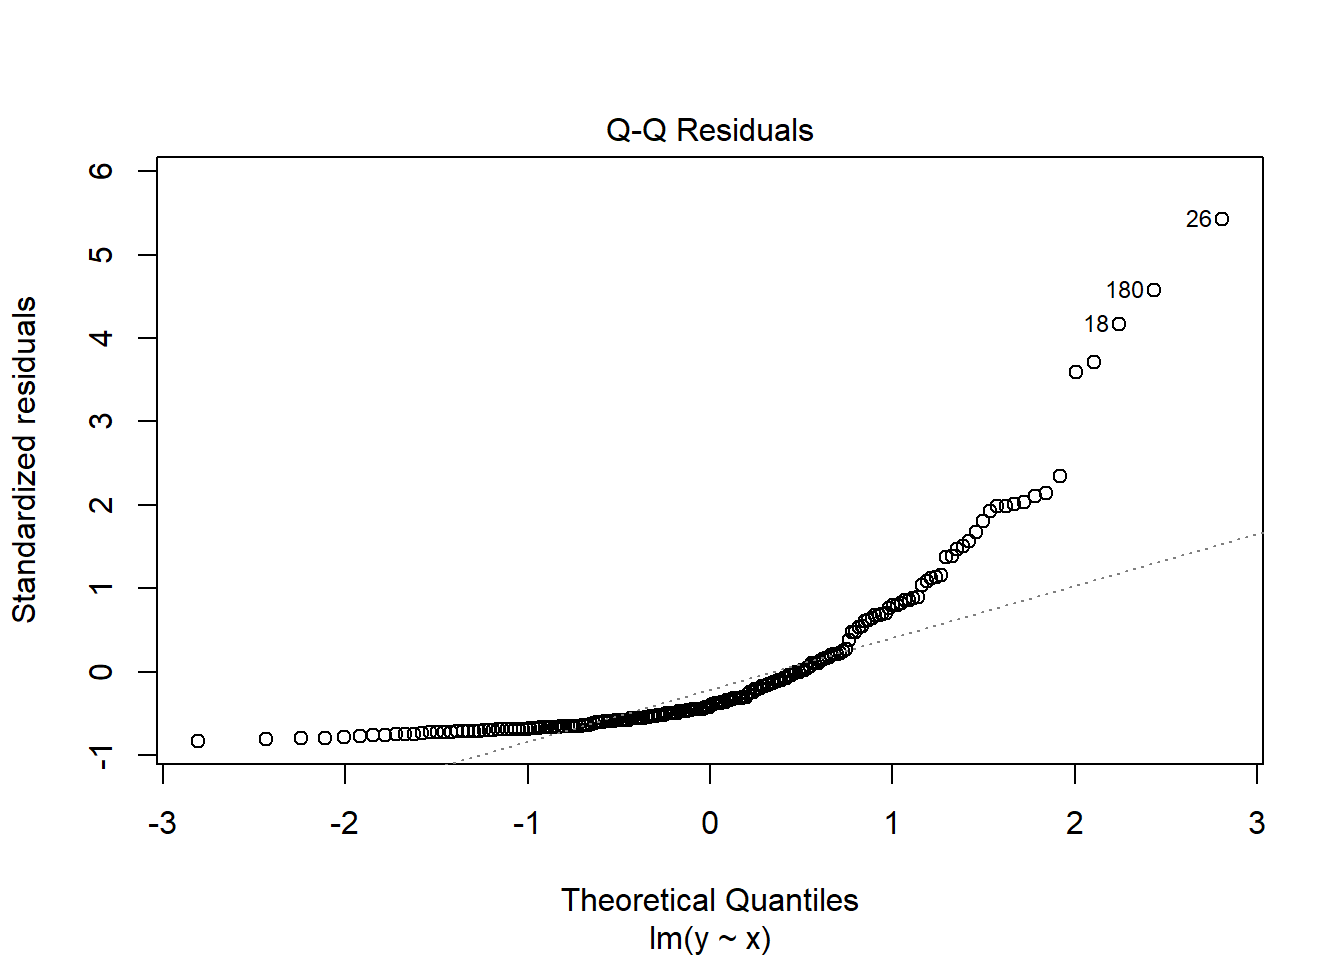 Q-Q Residuals
Standardized residuals
6
5
4
3
2
1
0
-1
26
180
18
-3 -2 -1 0 1 2 3
Theoretical Quantiles
lm(y ~ x)